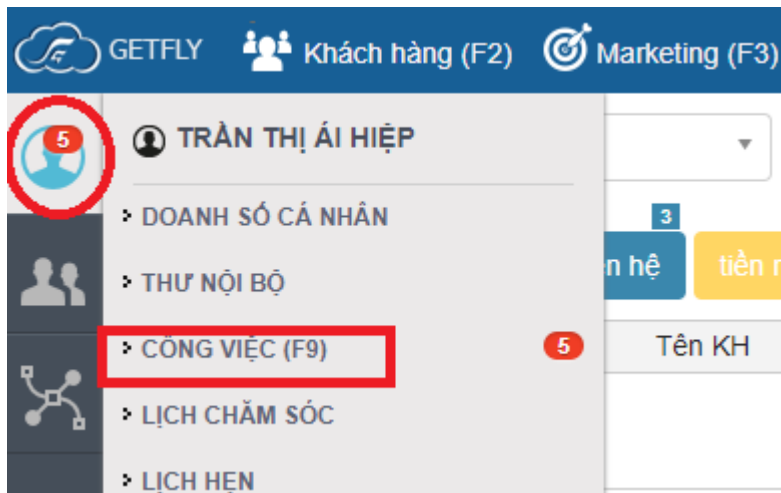 GETFLY Khách hàng (F2) Marketing (F3)
5 TRẦN THỊ ÁI HIỆP
DOANH SỐ CÁ NHÂN
3
THƯ NỘI BỘ
n hệ tiền
CÔNG VIỆC (F9) 5 Tên KH
LỊCH CHĂM SÓC
LỊCH HẸN